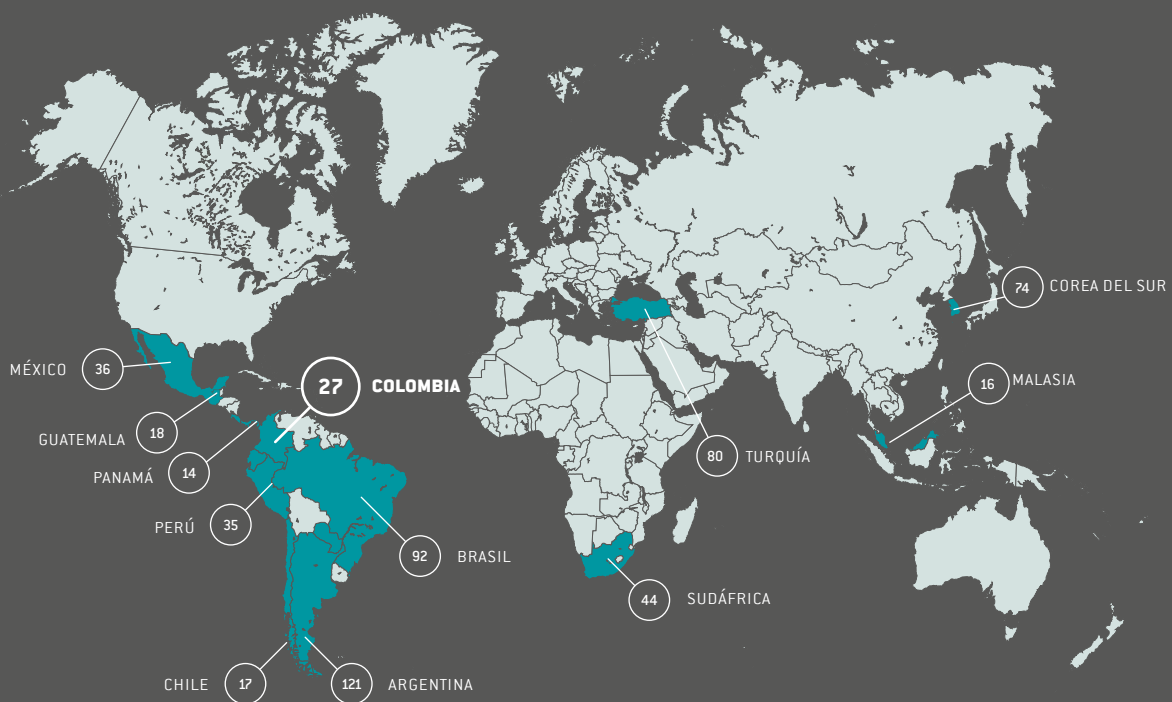 74 COREA DEL SUR
MÉXICO 36
27 COLOMBIA
16 MALASIA
GUATEMALA 18
80 TURQUÍA
PANAMÁ 14
PERÚ 35
92 BRASIL
44 SUDÁFRICA
CHILE 17
121 ARGENTINA